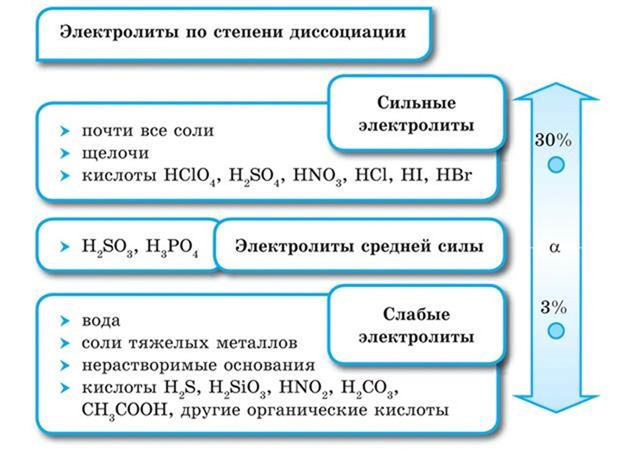 Электролиты по степени диссоциации
Сильные
электролиты
➤ почти все соли
➤ щелочи
➤ кислоты HClO₄, H₂SO₄, HNO₃, HCl, HI, HBr
30%
➤ H₂SO₃, H₃PO₄
Электролиты средней силы
α
Слабые
электролиты
3%
➤ вода
➤ соли тяжелых металлов
➤ нерастворимые основания
➤ кислоты H₂S, H₂SiO₃, HNO₂, H₂CO₃,
CH₃COOH, другие органические кислоты